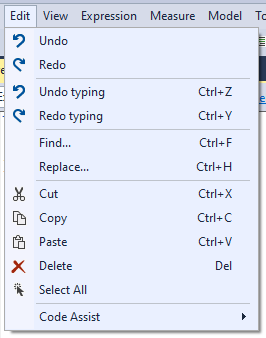 Edit View Expression Measure Model To
Undo
Redo
Undo typing Ctrl+Z
Redo typing Ctrl+Y
Find... Ctrl+F
Replace... Ctrl+H
Cut Ctrl+X
Copy Ctrl+C
Paste Ctrl+V
Delete Del
Select All
Code Assist